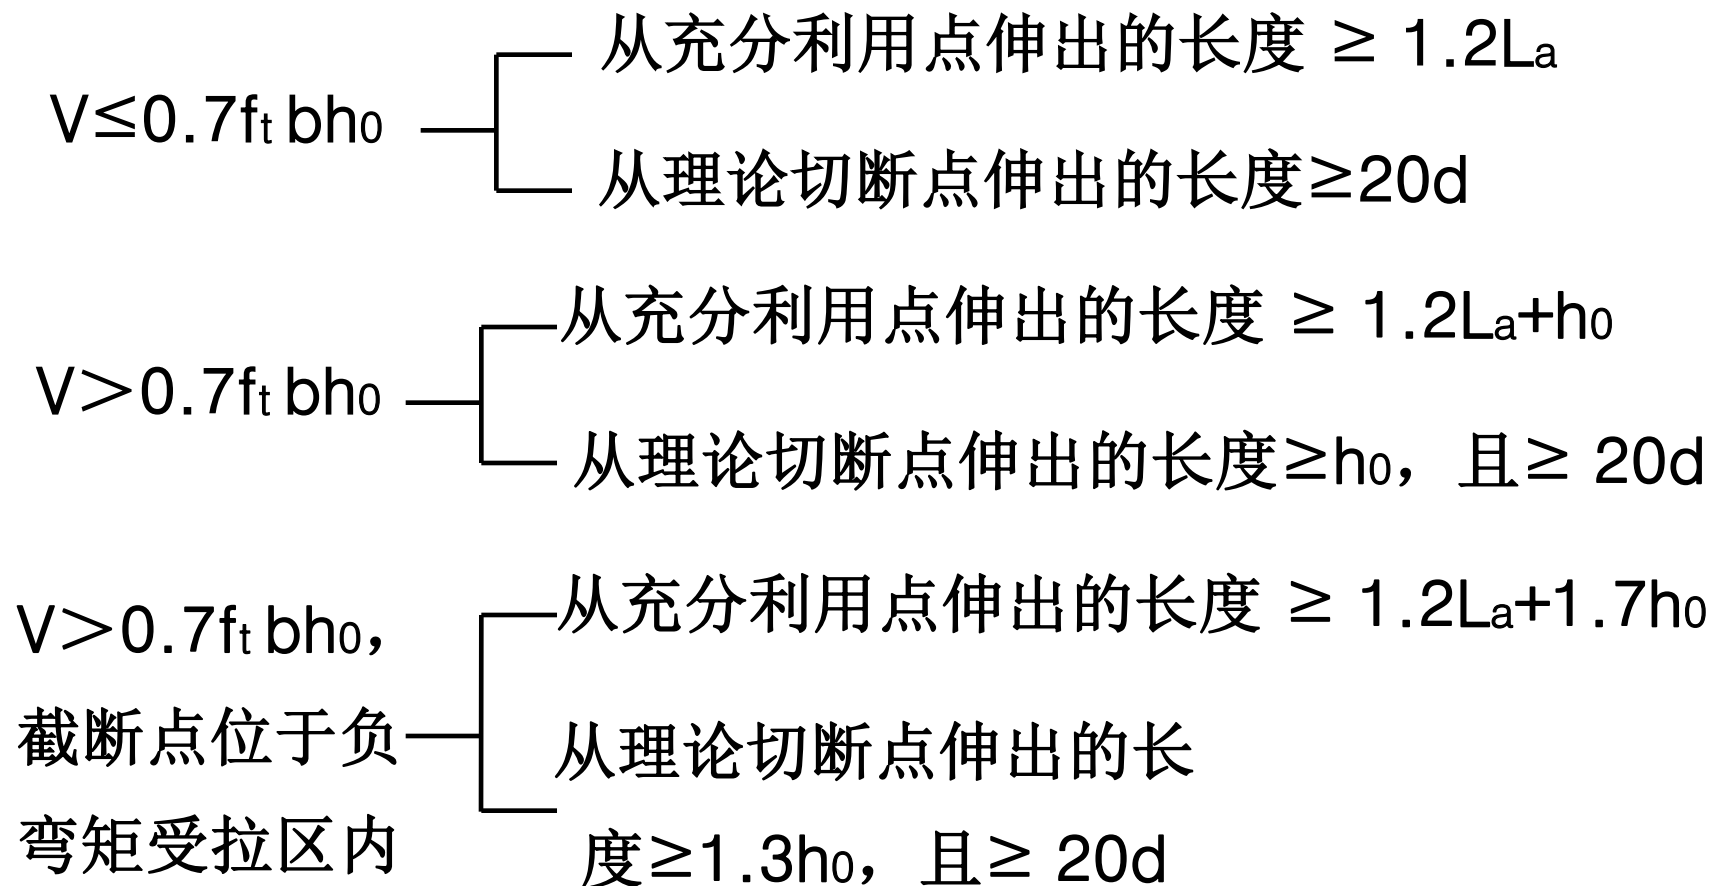 V≤0.7ft bh0
从充分利用点伸出的长度 ≥ 1.2La
从理论切断点伸出的长度≥20d
V>0.7ft bh0
从充分利用点伸出的长度 ≥ 1.2La+h0
从理论切断点伸出的长度≥h0，且≥ 20d
V>0.7ft bh0，
截断点位于负
弯矩受拉区内
从充分利用点伸出的长度 ≥ 1.2La+1.7h0
从理论切断点伸出的长
度≥1.3h0，且≥ 20d